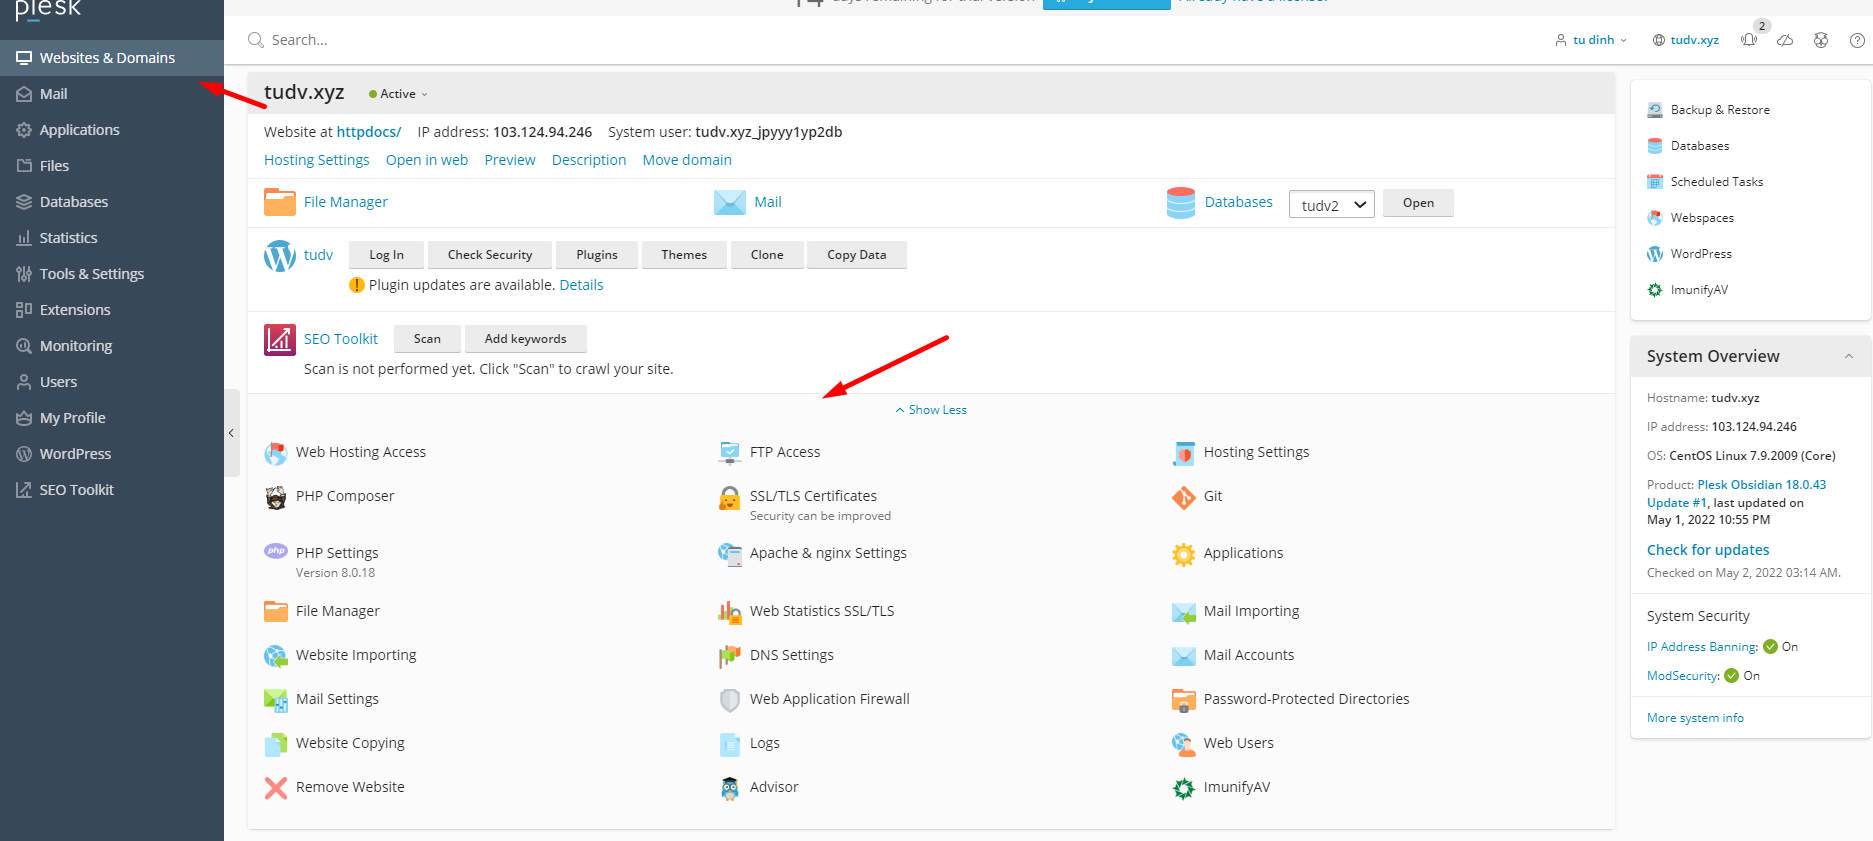 plesk
days remaining for trial version
Already have a license?
Search...
tu dinh
tudv.xyz
2
Websites & Domains
Mail
Applications
Files
Databases
Statistics
Tools & Settings
Extensions
Monitoring
Users
My Profile
WordPress
SEO Toolkit
tudv.xyz Active
Website at httpdocs/ IP address: 103.124.94.246 System user: tudv.xyz_jpyyy1yp2db
Hosting Settings Open in web Preview Description Move domain
File Manager Mail Databases tudv2 Open
tudv Log In Check Security Plugins Themes Clone Copy Data
Plugin updates are available. Details
SEO Toolkit Scan Add keywords
Scan is not performed yet. Click "Scan" to crawl your site.
Show Less
Web Hosting Access FTP Access Hosting Settings
PHP Composer SSL/TLS Certificates Git
Security can be improved
PHP Settings Apache & nginx Settings Applications
Version 8.0.18
File Manager Web Statistics SSL/TLS Mail Importing
Website Importing DNS Settings Mail Accounts
Mail Settings Web Application Firewall Password-Protected Directories
Website Copying Logs Web Users
Remove Website Advisor ImunifyAV
Backup & Restore
Databases
Scheduled Tasks
Webspaces
WordPress
ImunifyAV
System Overview
Hostname: tudv.xyz
IP address: 103.124.94.246
OS: CentOS Linux 7.9.2009 (Core)
Product: Plesk Obsidian 18.0.43
Update #1, last updated on
May 1, 2022 10:55 PM
Check for updates
Checked on May 2, 2022 03:14 AM.
System Security
IP Address Banning: On
ModSecurity: On
More system info